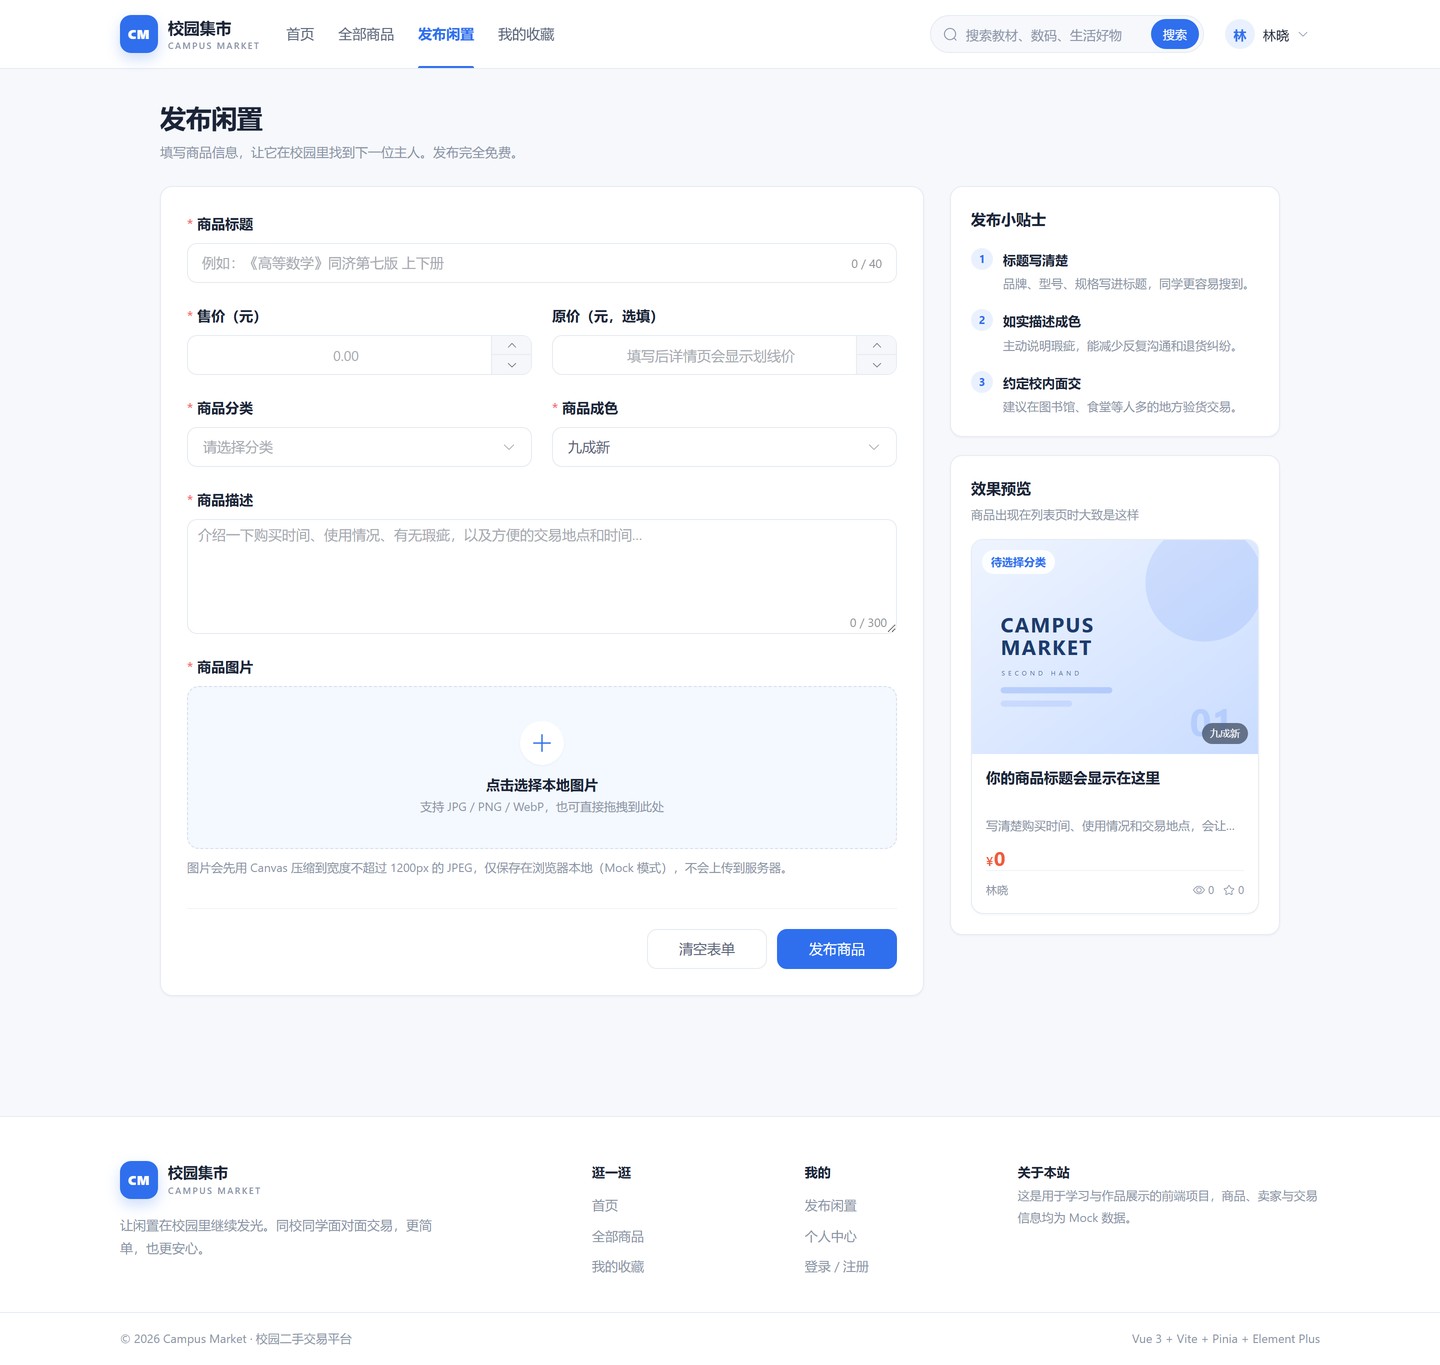 CM 校园集市
CAMPUS MARKET
首页 全部商品 发布闲置 我的收藏
搜索教材、数码、生活好物 搜索
林 林晓
发布闲置
填写商品信息，让它在校园里找到下一位主人。发布完全免费。
* 商品标题
例如：《高等数学》同济第七版 上下册 0 / 40
* 售价（元） 原价（元，选填）
0.00 填写后详情页会显示划线价
* 商品分类 * 商品成色
请选择分类 九成新
* 商品描述
介绍一下购买时间、使用情况、有无瑕疵，以及方便的交易地点和时间...
0 / 300
* 商品图片
点击选择本地图片
支持 JPG / PNG / WebP，也可直接拖拽到此处
图片会先用 Canvas 压缩到宽度不超过 1200px 的 JPEG，仅保存在浏览器本地（Mock 模式），不会上传到服务器。
清空表单 发布商品
发布小贴士
1 标题写清楚
品牌、型号、规格写进标题，同学更容易搜到。
2 如实描述成色
主动说明瑕疵，能减少反复沟通和退货纠纷。
3 约定校内面交
建议在图书馆、食堂等人多的地方验货交易。
效果预览
商品出现在列表页时大致是这样
待选择分类
CAMPUS
MARKET
SECOND HAND
01
九成新
你的商品标题会显示在这里
写清楚购买时间、使用情况和交易地点，会让...
¥0
林晓 0 0
CM 校园集市
CAMPUS MARKET
让闲置在校园里继续发光。同校同学面对面交易，更简
单，也更安心。
逛一逛
首页
全部商品
我的收藏
我的
发布闲置
个人中心
登录 / 注册
关于本站
这是用于学习与作品展示的前端项目，商品、卖家与交易
信息均为 Mock 数据。
© 2026 Campus Market · 校园二手交易平台
Vue 3 + Vite + Pinia + Element Plus